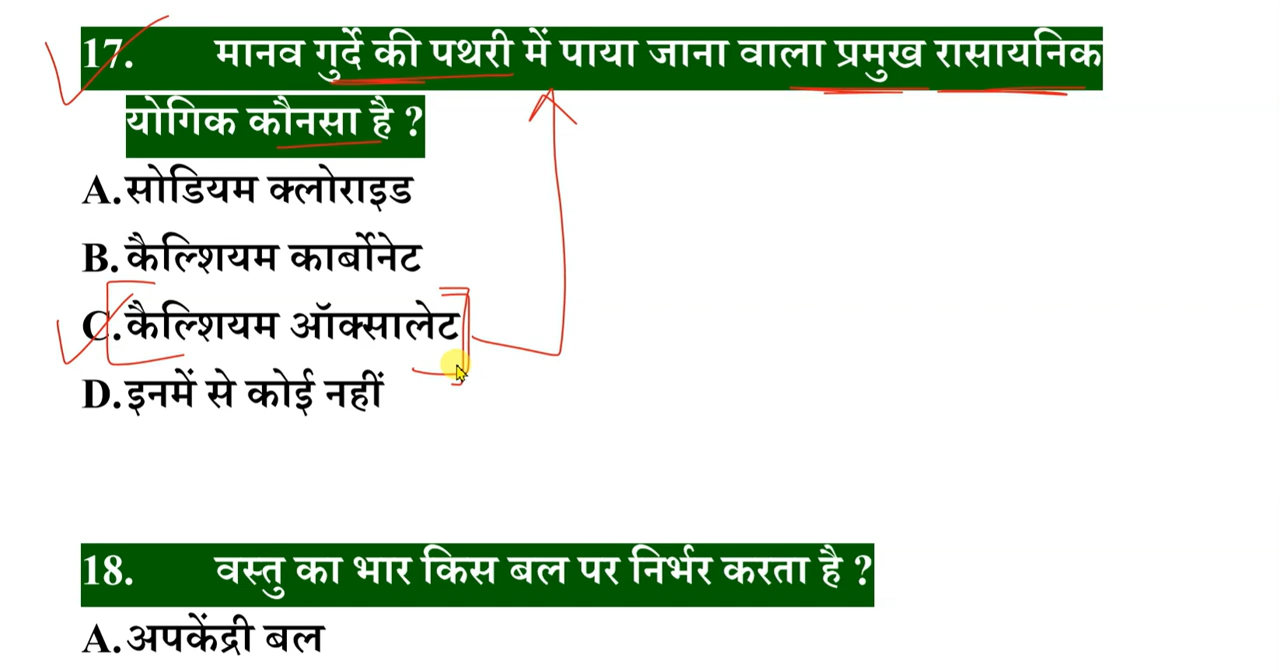 17. मानव गुर्दे की पथरी में पाया जाना वाला प्रमुख रासायनिक
योगिक कौनसा है ?
A.सोडियम क्लोराइड
B.कैल्शियम कार्बोनेट
C.कैल्शियम ऑक्सालेट
D.इनमें से कोई नहीं
18. वस्तु का भार किस बल पर निर्भर करता है ?
A.अपकेंद्री बल